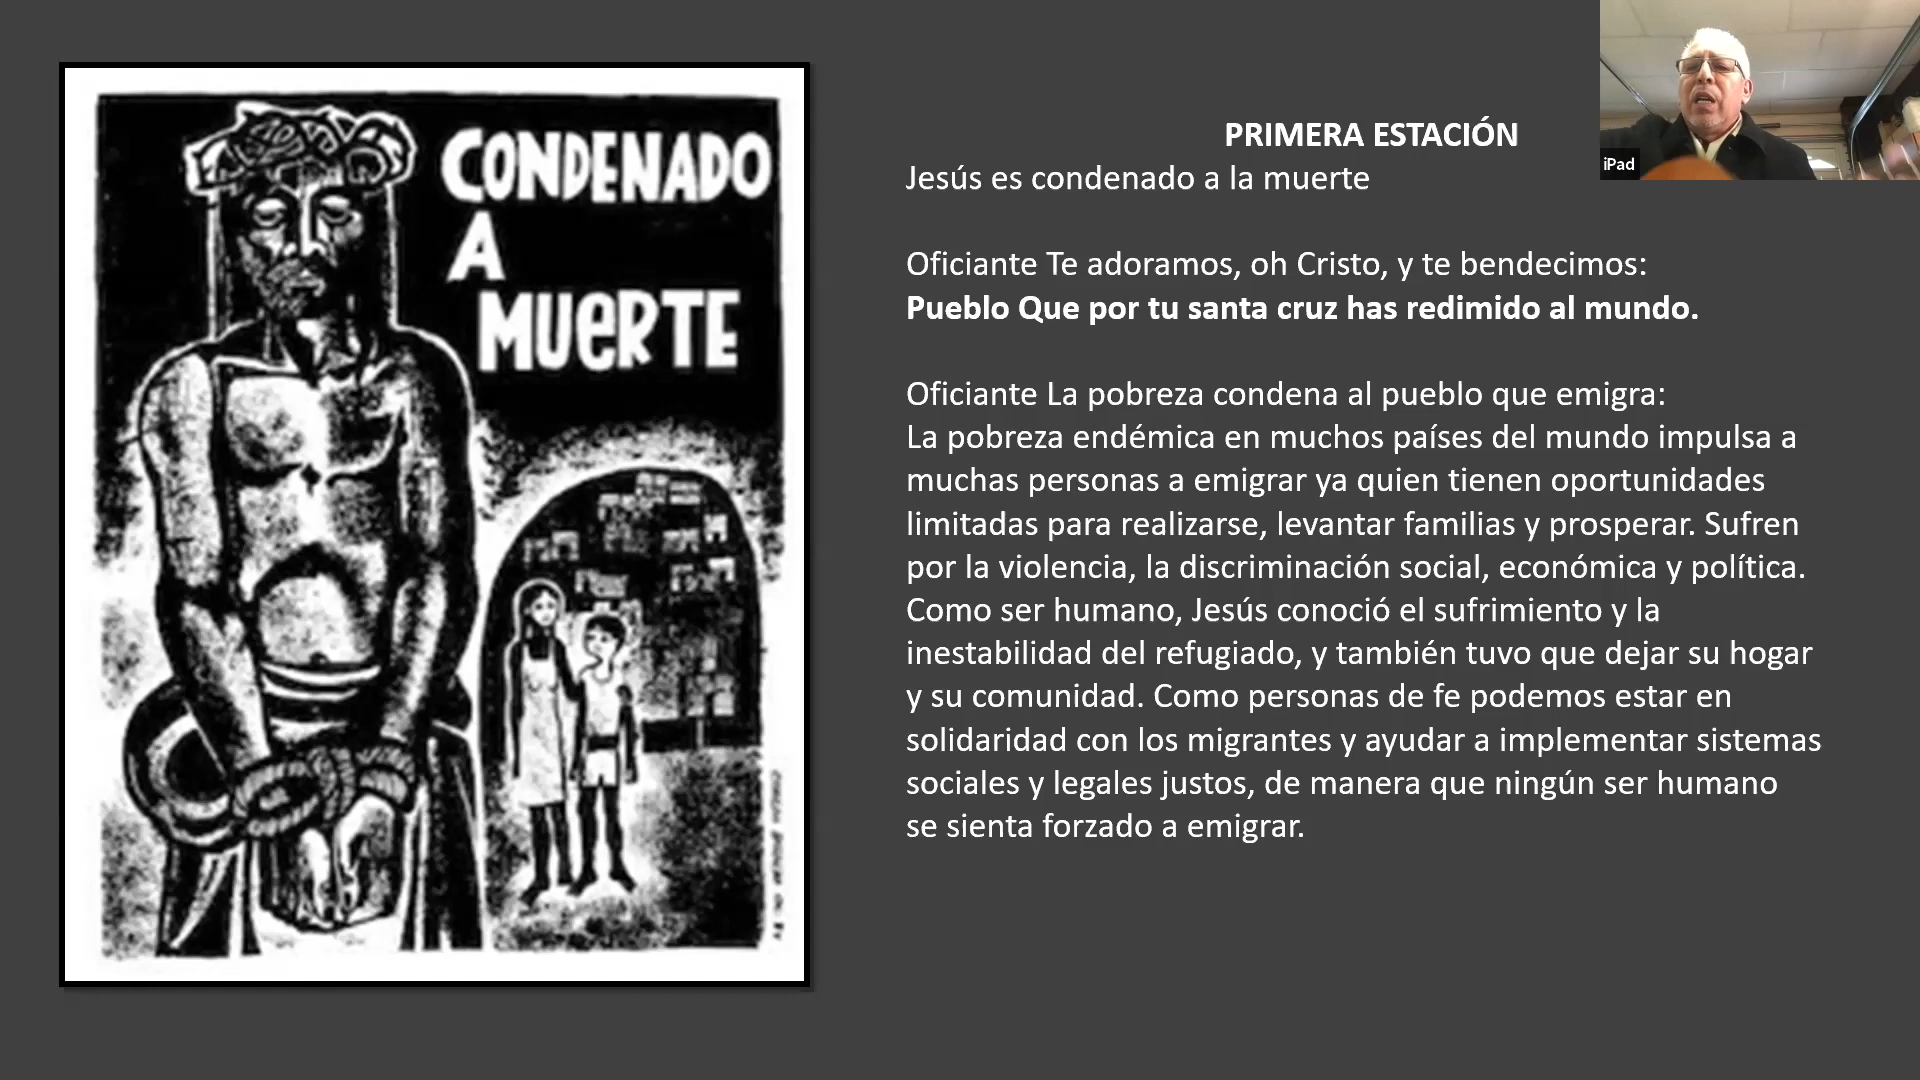 CONDENADO
A
MUERTE
PRIMERA ESTACIÓN
Jesús es condenado a la muerte
Oficiante Te adoramos, oh Cristo, y te bendecimos:
Pueblo Que por tu santa cruz has redimido al mundo.
Oficiante La pobreza condena al pueblo que emigra:
La pobreza endémica en muchos países del mundo impulsa a
muchas personas a emigrar ya quien tienen oportunidades
limitadas para realizarse, levantar familias y prosperar. Sufren
por la violencia, la discriminación social, económica y política.
Como ser humano, Jesús conoció el sufrimiento y la
inestabilidad del refugiado, y también tuvo que dejar su hogar
y su comunidad. Como personas de fe podemos estar en
solidaridad con los migrantes y ayudar a implementar sistemas
sociales y legales justos, de manera que ningún ser humano
se sienta forzado a emigrar.
iPad